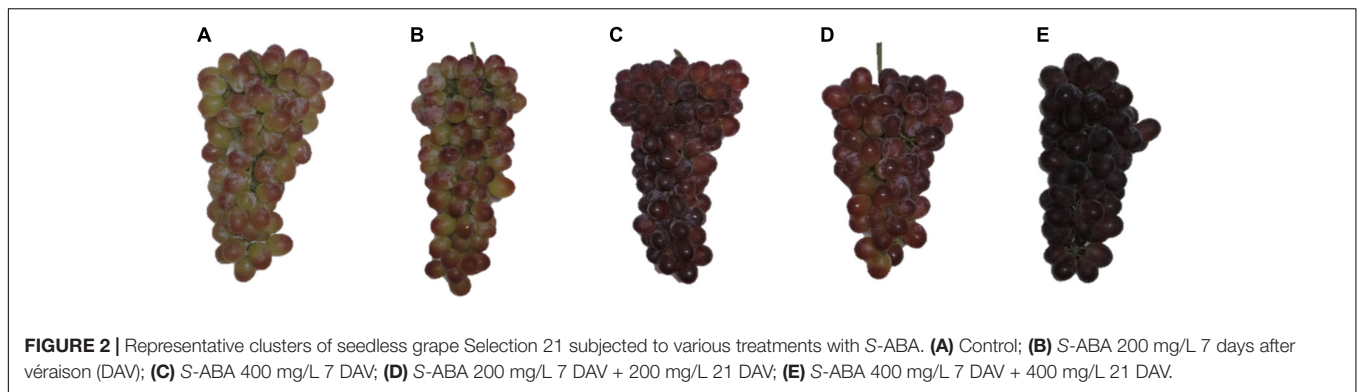 A B C D E
FIGURE 2 | Representative clusters of seedless grape Selection 21 subjected to various treatments with S-ABA. (A) Control; (B) S-ABA 200 mg/L 7 days after
véraison (DAV); (C) S-ABA 400 mg/L 7 DAV; (D) S-ABA 200 mg/L 7 DAV + 200 mg/L 21 DAV; (E) S-ABA 400 mg/L 7 DAV + 400 mg/L 21 DAV.